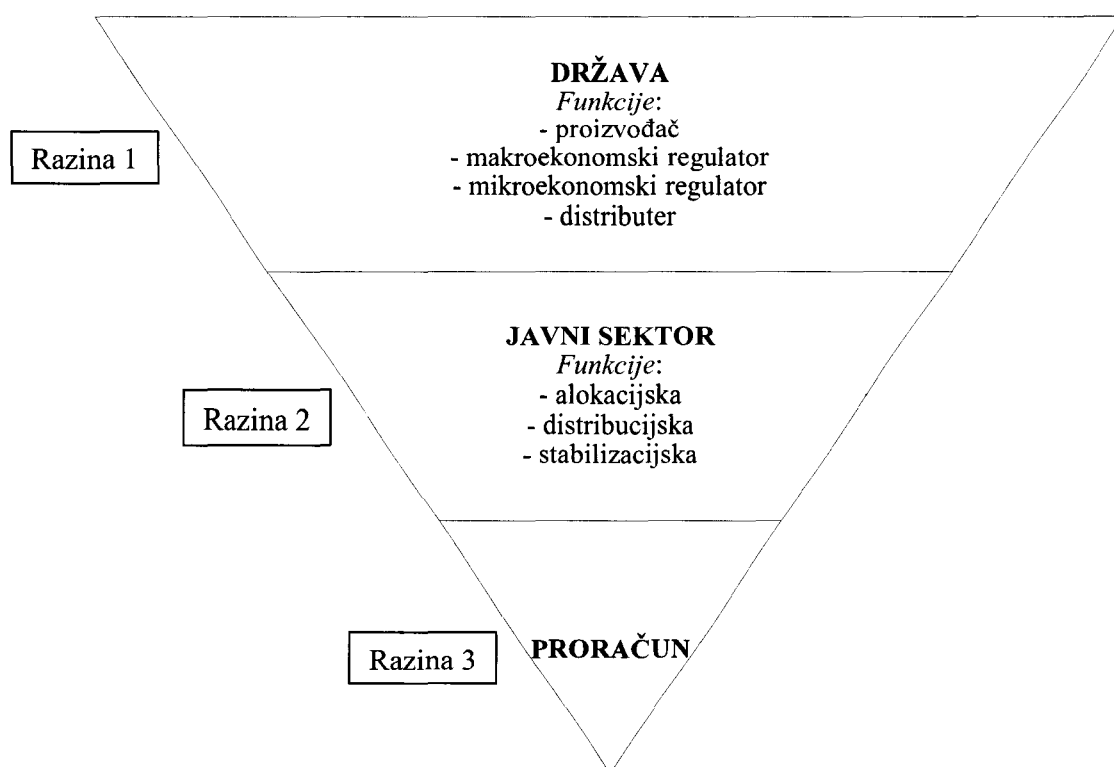 DRŽAVA
Funkcije:
- proizvođač
- makroekonomski regulator
- mikroekonomski regulator
- distributer
Razina 1
JAVNI SEKTOR
Funkcije:
- alokacijska
- distribucijska
- stabilizacijska
Razina 2
PRORAČUN
Razina 3